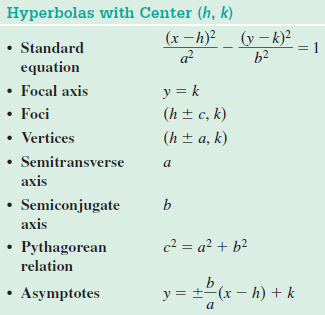 Hyperbolas with Center (h, k)
• Standard equation (x − h)²/a² − (y − k)²/b² = 1
• Focal axis y = k
• Foci (h ± c, k)
• Vertices (h ± a, k)
• Semitransverse axis a
• Semiconjugate axis b
• Pythagorean relation c² = a² + b²
• Asymptotes y = ± b/a (x − h) + k